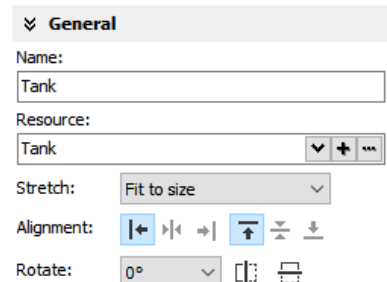 General
Name:
Tank
Resource:
Tank
Stretch: Fit to size
Alignment:
Rotate: 0°